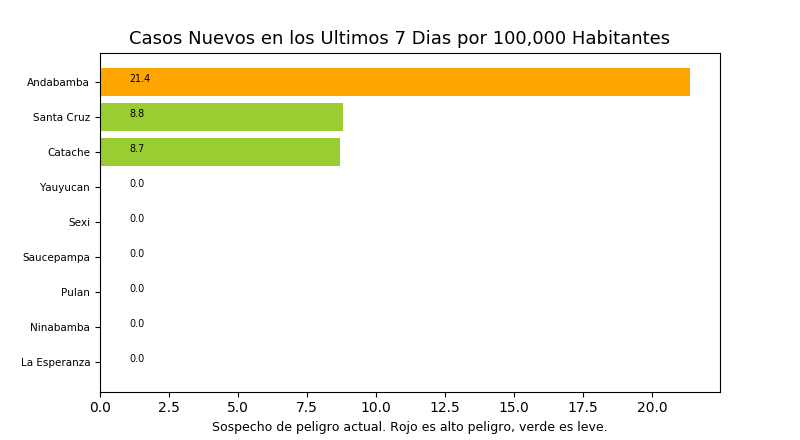 Casos Nuevos en los Ultimos 7 Dias por 100,000 Habitantes
Andabamba 21.4
Santa Cruz 8.8
Catache 8.7
Yauyucan 0.0
Sexi 0.0
Saucepampa 0.0
Pulan 0.0
Ninabamba 0.0
La Esperanza 0.0
0.0 2.5 5.0 7.5 10.0 12.5 15.0 17.5 20.0
Sospecho de peligro actual. Rojo es alto peligro, verde es leve.